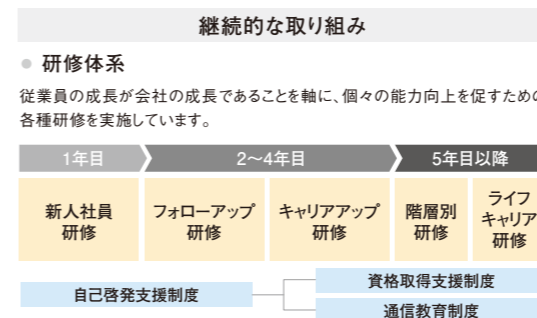 継続的な取り組み
研修体系
従業員の成長が会社の成長であることを軸に、個々の能力向上を促すための
各種研修を実施しています。
1年目 2〜4年目 5年目以降
新人社員
研修
フォローアップ
研修
キャリアアップ
研修
階層別
研修
ライフ
キャリア
研修
自己啓発支援制度
資格取得支援制度
通信教育制度